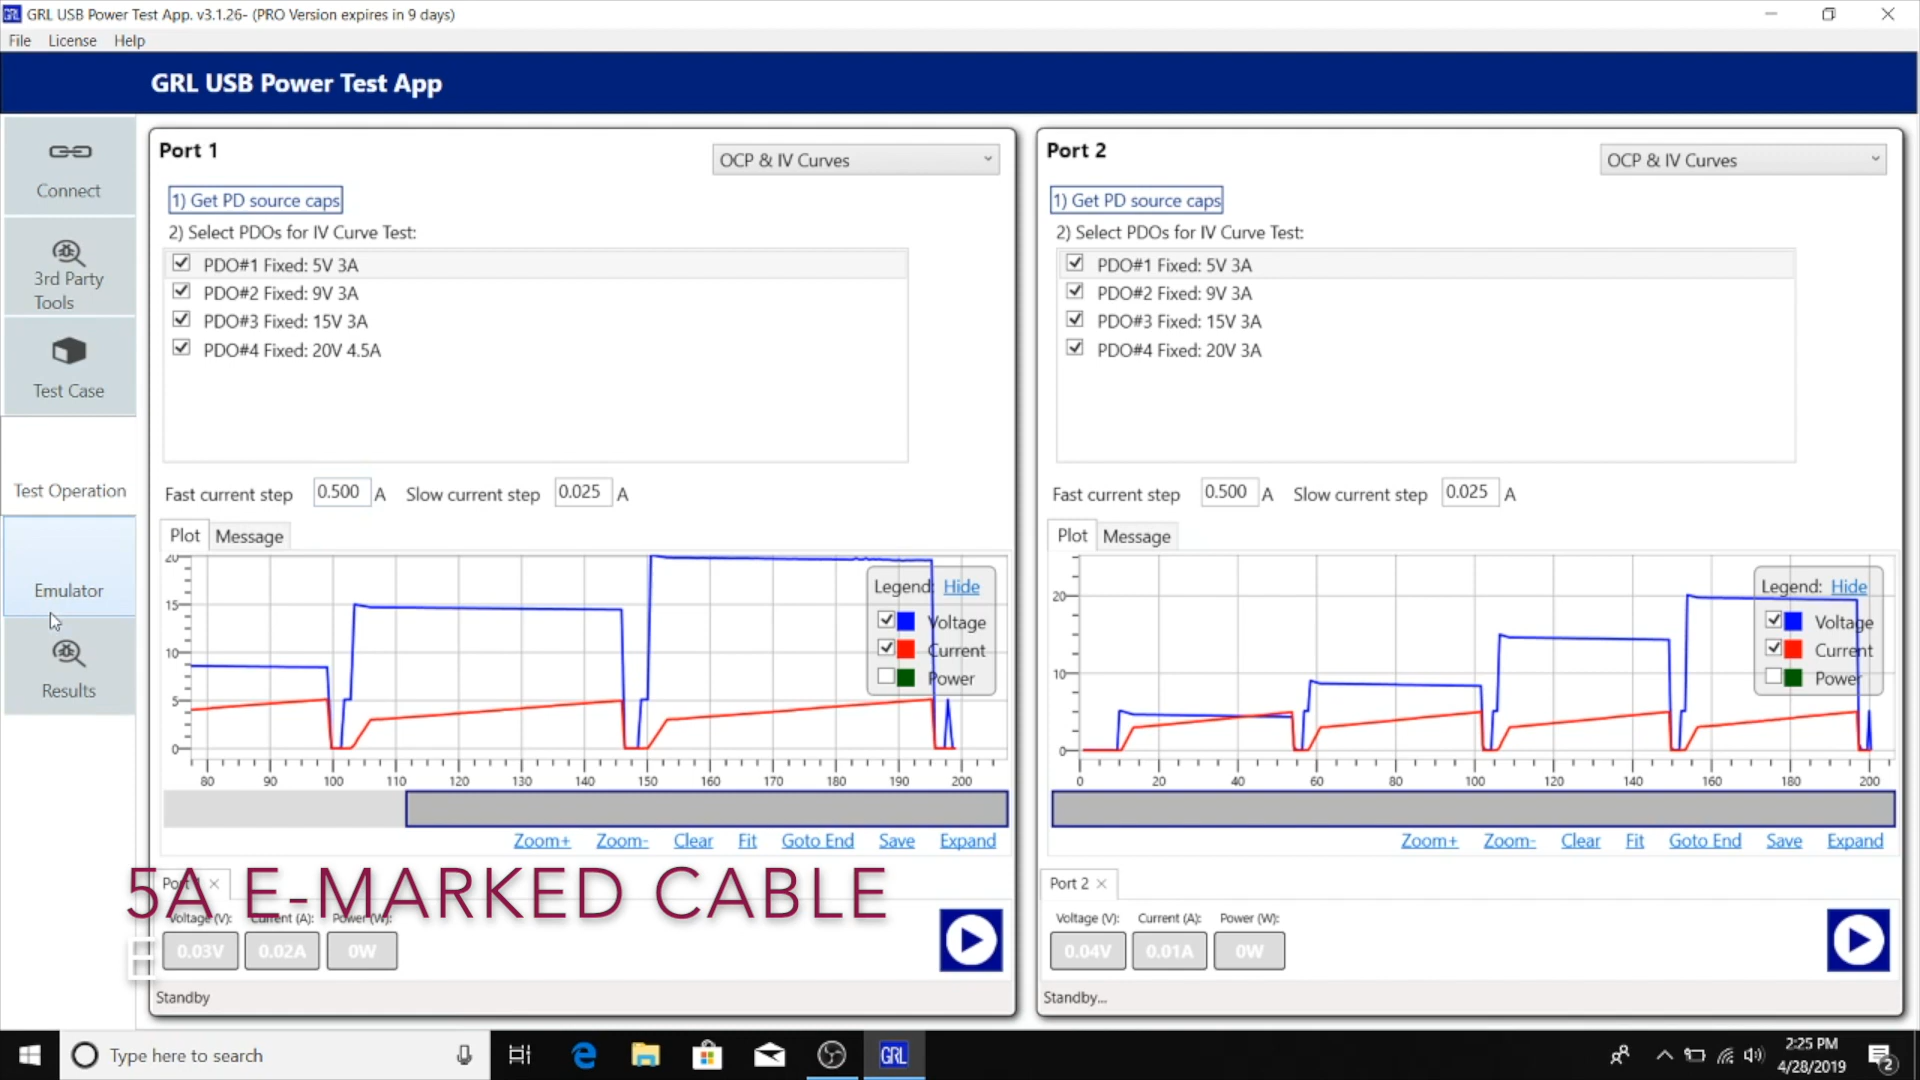 GRL USB Power Test App. v3.1.26- (PRO Version expires in 9 days)
File License Help
GRL USB Power Test App
Connect
3rd Party
Tools
Test Case
Test Operation
Emulator
Results
Port 1
OCP & IV Curves
1) Get PD source caps
2) Select PDOs for IV Curve Test:
PDO#1 Fixed: 5V 3A
PDO#2 Fixed: 9V 3A
PDO#3 Fixed: 15V 3A
PDO#4 Fixed: 20V 4.5A
Fast current step 0.500 A Slow current step 0.025 A
Plot Message
20
15
10
5
0
80 90 100 110 120 130 140 150 160 170 180 190 200
Legend: Hide
Voltage
Current
Power
Zoom+ Zoom- Clear Fit Goto End Save Expand
Port 1
5A E-MARKED CABLE
Voltage (V): Current (A): Power (W):
0.03V 0.02A 0W
Standby
Port 2
OCP & IV Curves
1) Get PD source caps
2) Select PDOs for IV Curve Test:
PDO#1 Fixed: 5V 3A
PDO#2 Fixed: 9V 3A
PDO#3 Fixed: 15V 3A
PDO#4 Fixed: 20V 3A
Fast current step 0.500 A Slow current step 0.025 A
Plot Message
20
10
0
0 20 40 60 80 100 120 140 160 180 200
Legend: Hide
Voltage
Current
Power
Zoom+ Zoom- Clear Fit Goto End Save Expand
Port 2
Voltage (V): Current (A): Power (W):
0.04V 0.01A 0W
Standby...
Type here to search
GRL
2:25 PM
4/28/2019
2